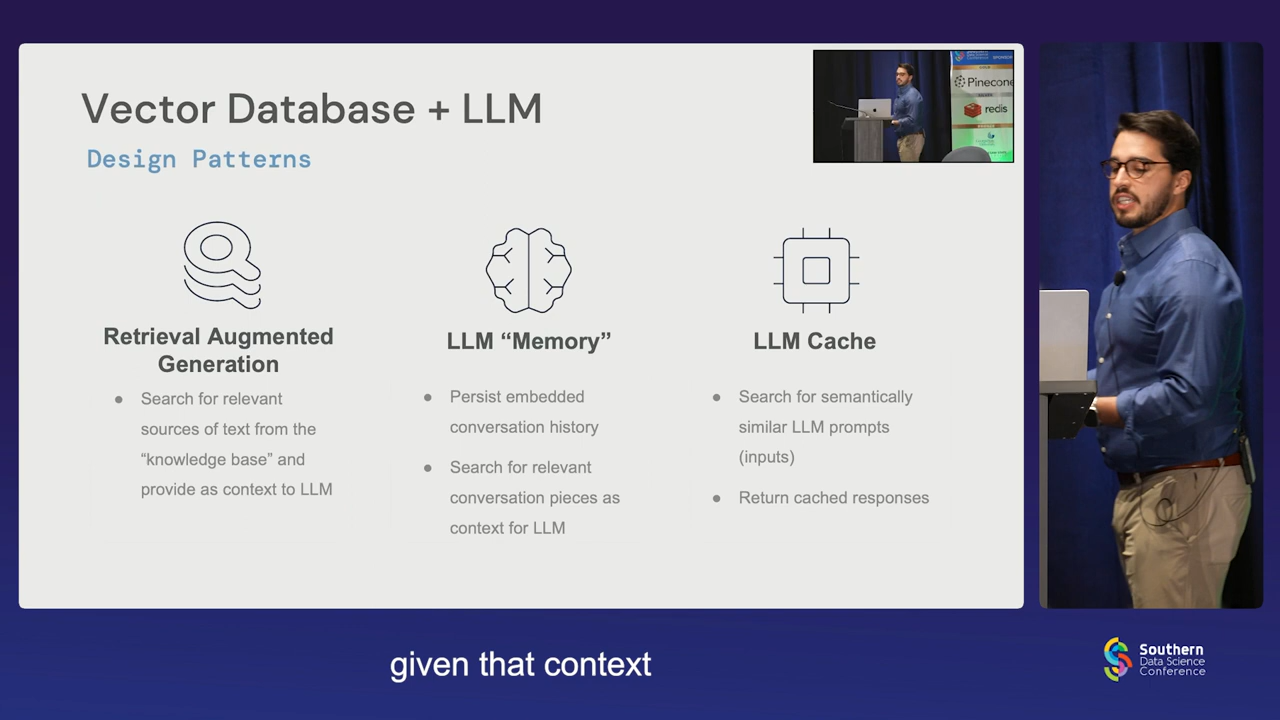 Vector Database + LLM
Design Patterns
Pinecone
redis
Retrieval Augmented
Generation
● Search for relevant
sources of text from the
“knowledge base” and
provide as context to LLM
LLM “Memory”
● Persist embedded
conversation history
● Search for relevant
conversation pieces as
context for LLM
LLM Cache
● Search for semantically
similar LLM prompts
(inputs)
● Return cached responses
given that context
Southern
Data Science
Conference